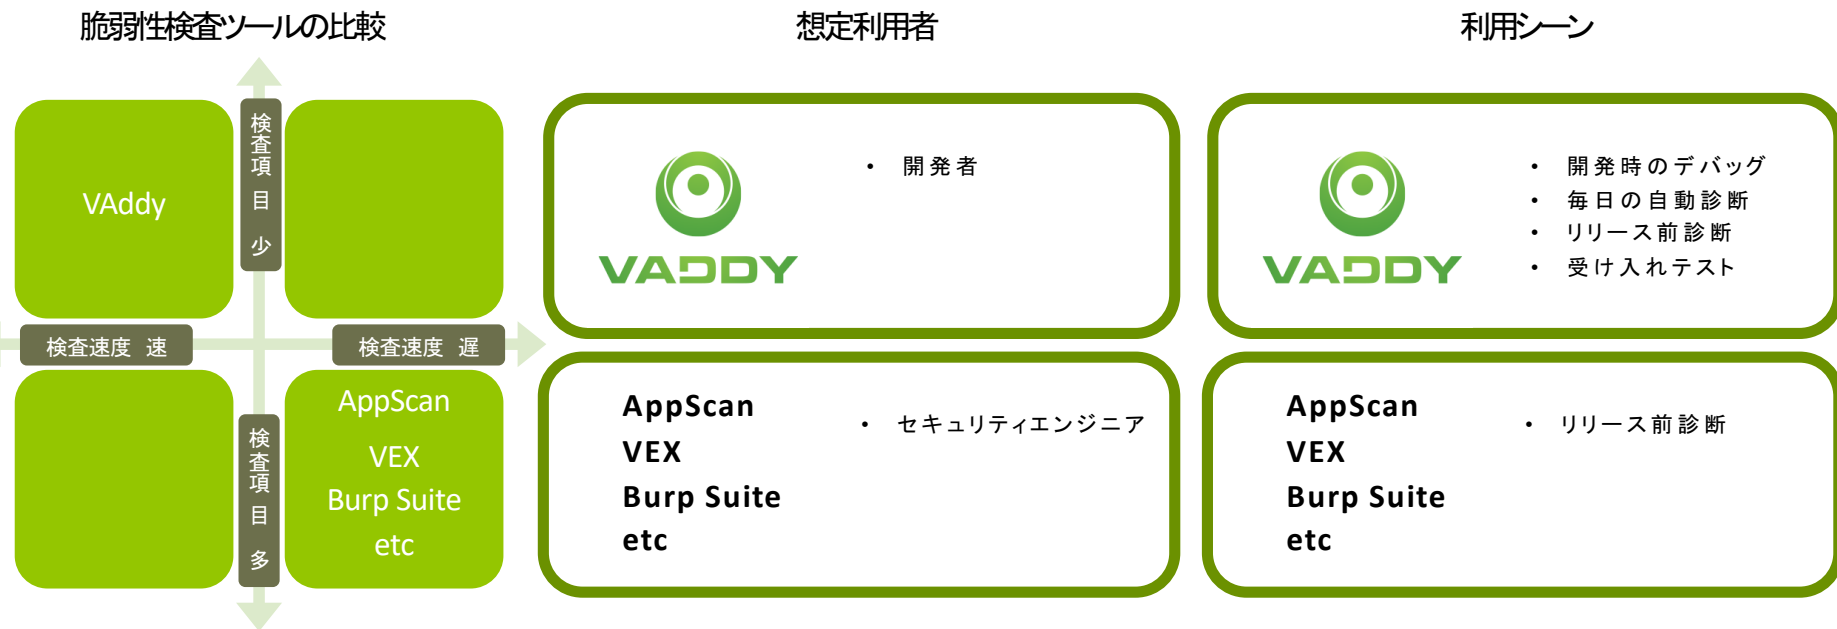 脆弱性検査ツールの比較
想定利用者
利用シーン
検査項目 少
VAddy
検査速度 速
検査速度 遅
AppScan
VEX
Burp Suite
etc
検査項目 多
VADDY
• 開発者
VADDY
• 開発時のデバッグ
• 毎日の自動診断
• リリース前診断
• 受け入れテスト
AppScan
VEX
Burp Suite
etc
• セキュリティエンジニア
AppScan
VEX
Burp Suite
etc
• リリース前診断